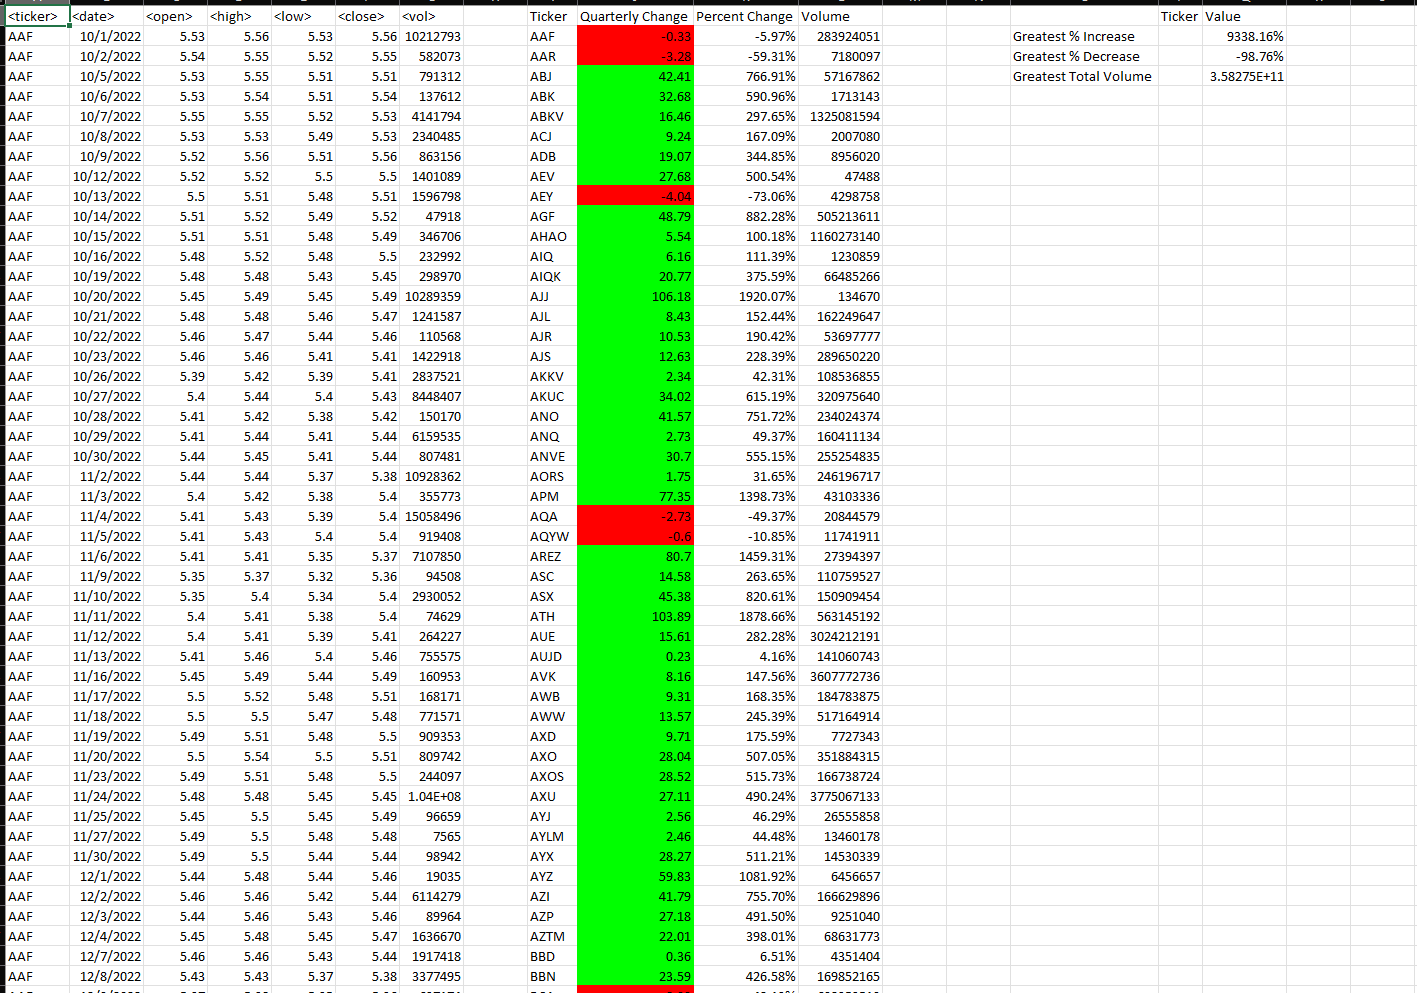 <ticker> <date> <open> <high> <low> <close> <vol> Ticker Quarterly Change Percent Change Volume Ticker Value
AAF 10/1/2022 5.53 5.56 5.53 5.56 10212793 AAF -0.33 -5.97% 283924051 Greatest % Increase 9338.16%
AAF 10/2/2022 5.54 5.55 5.52 5.55 582073 AAR -3.28 -59.31% 7180097 Greatest % Decrease -98.76%
AAF 10/5/2022 5.53 5.55 5.51 5.51 791312 ABJ 42.41 766.91% 57167862 Greatest Total Volume 3.58275E+11
AAF 10/6/2022 5.53 5.54 5.51 5.54 137612 ABK 32.68 590.96% 1713143
AAF 10/7/2022 5.55 5.55 5.52 5.53 4141794 ABKV 16.46 297.65% 1325081594
AAF 10/8/2022 5.53 5.53 5.49 5.53 2340485 ACJ 9.24 167.09% 2007080
AAF 10/9/2022 5.52 5.56 5.51 5.56 863156 ADB 19.07 344.85% 8956020
AAF 10/12/2022 5.52 5.52 5.5 5.5 1401089 AEV 27.68 500.54% 47488
AAF 10/13/2022 5.5 5.51 5.48 5.51 1596798 AEY -4.04 -73.06% 4298758
AAF 10/14/2022 5.51 5.52 5.49 5.52 47918 AGF 48.79 882.28% 505213611
AAF 10/15/2022 5.51 5.51 5.48 5.49 346706 AHAO 5.54 100.18% 1160273140
AAF 10/16/2022 5.48 5.52 5.48 5.5 232992 AIQ 6.16 111.39% 1230859
AAF 10/19/2022 5.48 5.48 5.43 5.45 298970 AIQK 20.77 375.59% 66485266
AAF 10/20/2022 5.45 5.49 5.45 5.49 10289359 AJJ 106.18 1920.07% 134670
AAF 10/21/2022 5.48 5.48 5.46 5.47 1241587 AJL 8.43 152.44% 162249647
AAF 10/22/2022 5.46 5.47 5.44 5.46 110568 AJR 10.53 190.42% 53697777
AAF 10/23/2022 5.46 5.46 5.41 5.41 1422918 AJS 12.63 228.39% 289650220
AAF 10/26/2022 5.39 5.42 5.39 5.41 2837521 AKKV 2.34 42.31% 108536855
AAF 10/27/2022 5.4 5.44 5.4 5.43 8448407 AKUC 34.02 615.19% 320975640
AAF 10/28/2022 5.41 5.42 5.38 5.42 150170 ANO 41.57 751.72% 234024374
AAF 10/29/2022 5.41 5.44 5.41 5.44 6159535 ANQ 2.73 49.37% 160411134
AAF 10/30/2022 5.44 5.45 5.41 5.44 807481 ANVE 30.7 555.15% 255254835
AAF 11/2/2022 5.44 5.44 5.37 5.38 10928362 AORS 1.75 31.65% 246196717
AAF 11/3/2022 5.4 5.42 5.38 5.4 355773 APM 77.35 1398.73% 43103336
AAF 11/4/2022 5.41 5.43 5.39 5.4 15058496 AQA -2.73 -49.37% 20844579
AAF 11/5/2022 5.41 5.43 5.4 5.4 919408 AQYW -0.6 -10.85% 11741911
AAF 11/6/2022 5.41 5.41 5.35 5.37 7107850 AREZ 80.7 1459.31% 27394397
AAF 11/9/2022 5.35 5.37 5.32 5.36 94508 ASC 14.58 263.65% 110759527
AAF 11/10/2022 5.35 5.4 5.34 5.4 2930052 ASX 45.38 820.61% 150909454
AAF 11/11/2022 5.4 5.41 5.38 5.4 74629 ATH 103.89 1878.66% 563145192
AAF 11/12/2022 5.4 5.41 5.39 5.41 264227 AUE 15.61 282.28% 3024212191
AAF 11/13/2022 5.41 5.46 5.4 5.46 755575 AUJD 0.23 4.16% 141060743
AAF 11/16/2022 5.45 5.49 5.44 5.49 160953 AVK 8.16 147.56% 3607772736
AAF 11/17/2022 5.5 5.52 5.48 5.51 168171 AWB 9.31 168.35% 184783875
AAF 11/18/2022 5.5 5.5 5.47 5.48 771571 AWW 13.57 245.39% 517164914
AAF 11/19/2022 5.49 5.51 5.48 5.5 909353 AXD 9.71 175.59% 7727343
AAF 11/20/2022 5.5 5.54 5.5 5.51 809742 AXO 28.04 507.05% 351884315
AAF 11/23/2022 5.49 5.51 5.48 5.5 244097 AXOS 28.52 515.73% 166738724
AAF 11/24/2022 5.48 5.48 5.45 5.45 1.04E+08 AXU 27.11 490.24% 3775067133
AAF 11/25/2022 5.45 5.5 5.45 5.49 96659 AYJ 2.56 46.29% 26555858
AAF 11/27/2022 5.49 5.5 5.48 5.48 7565 AYLM 2.46 44.48% 13460178
AAF 11/30/2022 5.49 5.5 5.44 5.44 98942 AYX 28.27 511.21% 14530339
AAF 12/1/2022 5.44 5.48 5.44 5.46 19035 AYZ 59.83 1081.92% 6456657
AAF 12/2/2022 5.46 5.46 5.42 5.44 6114279 AZI 41.79 755.70% 166629896
AAF 12/3/2022 5.44 5.46 5.43 5.46 89964 AZP 27.18 491.50% 9251040
AAF 12/4/2022 5.45 5.48 5.45 5.47 1636670 AZTM 22.01 398.01% 68631773
AAF 12/7/2022 5.46 5.46 5.43 5.44 1917418 BBD 0.36 6.51% 4351404
AAF 12/8/2022 5.43 5.43 5.37 5.38 3377495 BBN 23.59 426.58% 169852165